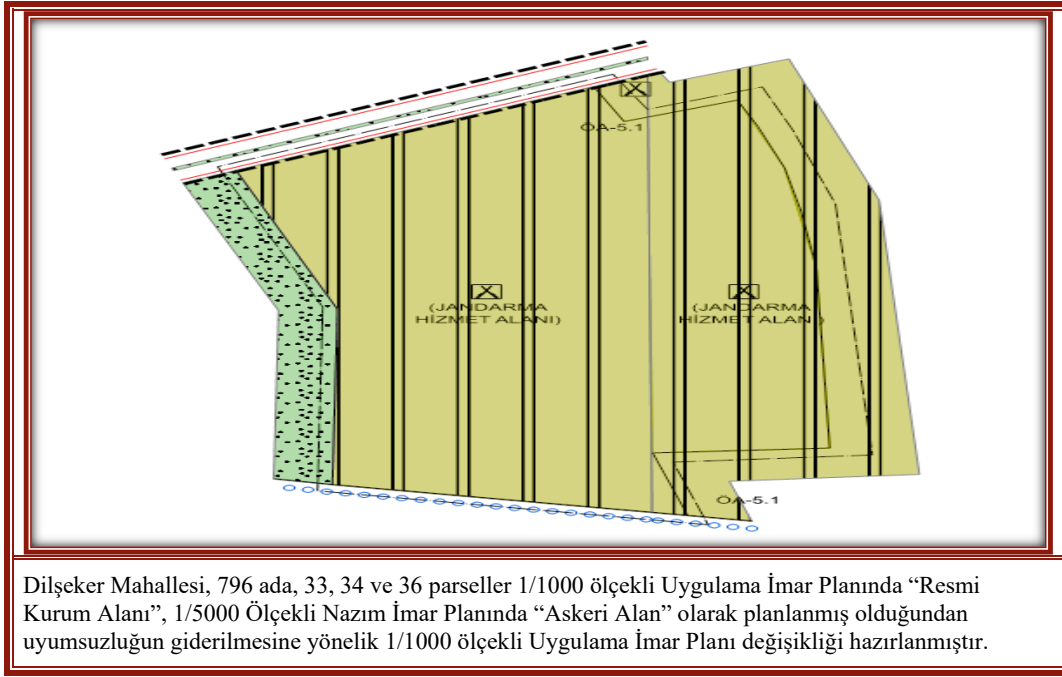 ÖA-5.1
(JANDARMA
HİZMET ALANI)
(JANDARMA
HİZMET ALAN )
ÖA-5.1
Dilşeker Mahallesi, 796 ada, 33, 34 ve 36 parseller 1/1000 ölçekli Uygulama İmar Planında “Resmi
Kurum Alanı”, 1/5000 Ölçekli Nazım İmar Planında “Askeri Alan” olarak planlanmış olduğundan
uyumsuzluğun giderilmesine yönelik 1/1000 ölçekli Uygulama İmar Planı değişikliği hazırlanmıştır.